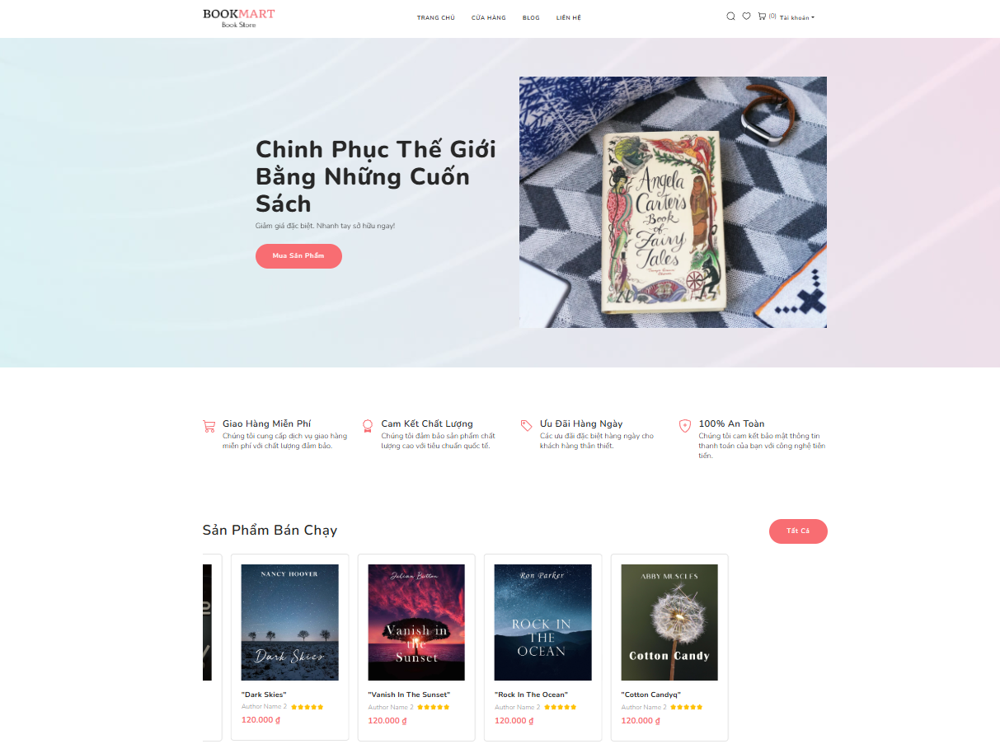 BOOKMART
Book Store
TRANG CHỦ
CỬA HÀNG
BLOG
LIÊN HỆ
(0)
Tài khoản
Chinh Phục Thế Giới
Bằng Những Cuốn
Sách
Giảm giá đặc biệt. Nhanh tay sở hữu ngay!
Mua Sản Phẩm
Angela
Carter's
Book
of
Fairy
Tales
Giao Hàng Miễn Phí
Chúng tôi cung cấp dịch vụ giao hàng
miễn phí với chất lượng đảm bảo.
Cam Kết Chất Lượng
Chúng tôi đảm bảo sản phẩm chất
lượng cao với tiêu chuẩn quốc tế.
Ưu Đãi Hàng Ngày
Các ưu đãi đặc biệt hàng ngày cho
khách hàng thân thiết.
100% An Toàn
Chúng tôi cam kết bảo mật thông tin
thanh toán của bạn với công nghệ tiên
tiến.
Sản Phẩm Bán Chạy
Tất Cả
NANCY HOOVER
Dark Skies
"Dark Skies"
Author Name 2
120.000 ₫
Julian Button
Vanish in
the
Sunset
"Vanish In The Sunset"
Author Name 2
120.000 ₫
Ron Parker
ROCK IN
THE
OCEAN
"Rock In The Ocean"
Author Name 2
120.000 ₫
ABBY MUSCLES
Cotton Candy
"Cotton Candyq"
Author Name 2
120.000 ₫